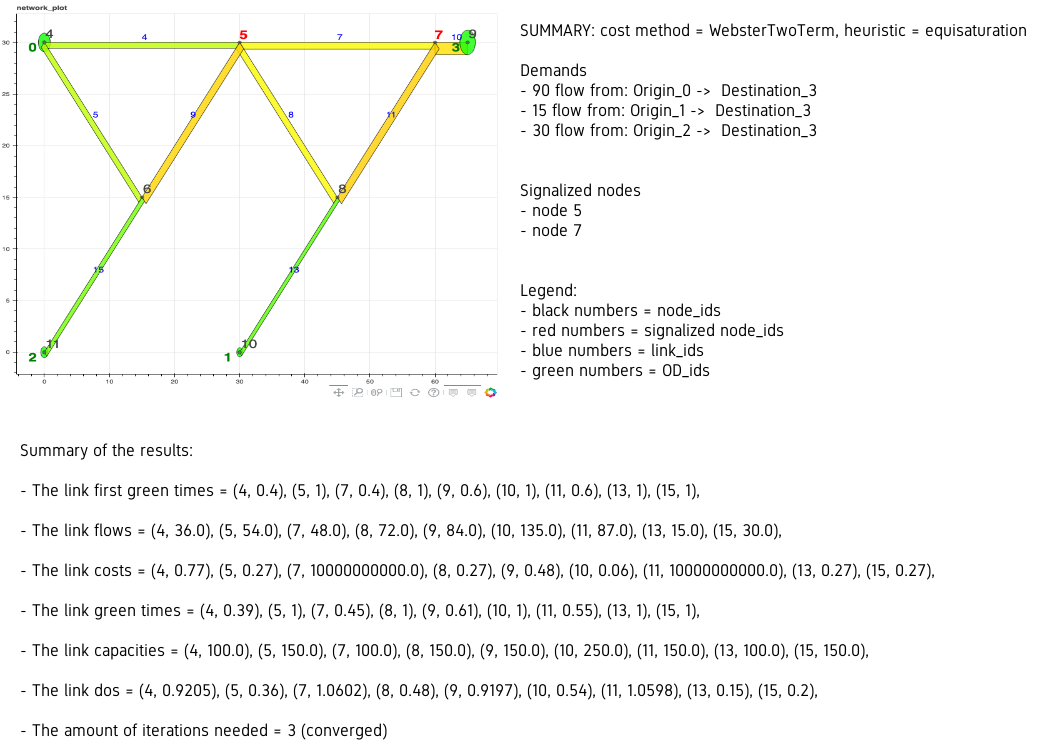 network_plot
SUMMARY: cost method = WebsterTwoTerm, heuristic = equisaturation
Demands
- 90 flow from: Origin_0 -> Destination_3
- 15 flow from: Origin_1 -> Destination_3
- 30 flow from: Origin_2 -> Destination_3
Signalized nodes
- node 5
- node 7
Legend:
- black numbers = node_ids
- red numbers = signalized node_ids
- blue numbers = link_ids
- green numbers = OD_ids
4 4 5 7 7 10 9
0 3
5 9 8 11
6 8
15 13
11 10
2 1
30
25
20
15
10
5
0
0 10 20 30 40 50 60
Summary of the results:
- The link first green times = (4, 0.4), (5, 1), (7, 0.4), (8, 1), (9, 0.6), (10, 1), (11, 0.6), (13, 1), (15, 1),
- The link flows = (4, 36.0), (5, 54.0), (7, 48.0), (8, 72.0), (9, 84.0), (10, 135.0), (11, 87.0), (13, 15.0), (15, 30.0),
- The link costs = (4, 0.77), (5, 0.27), (7, 10000000000.0), (8, 0.27), (9, 0.48), (10, 0.06), (11, 10000000000.0), (13, 0.27), (15, 0.27),
- The link green times = (4, 0.39), (5, 1), (7, 0.45), (8, 1), (9, 0.61), (10, 1), (11, 0.55), (13, 1), (15, 1),
- The link capacities = (4, 100.0), (5, 150.0), (7, 100.0), (8, 150.0), (9, 150.0), (10, 250.0), (11, 150.0), (13, 100.0), (15, 150.0),
- The link dos = (4, 0.9205), (5, 0.36), (7, 1.0602), (8, 0.48), (9, 0.9197), (10, 0.54), (11, 1.0598), (13, 0.15), (15, 0.2),
- The amount of iterations needed = 3 (converged)